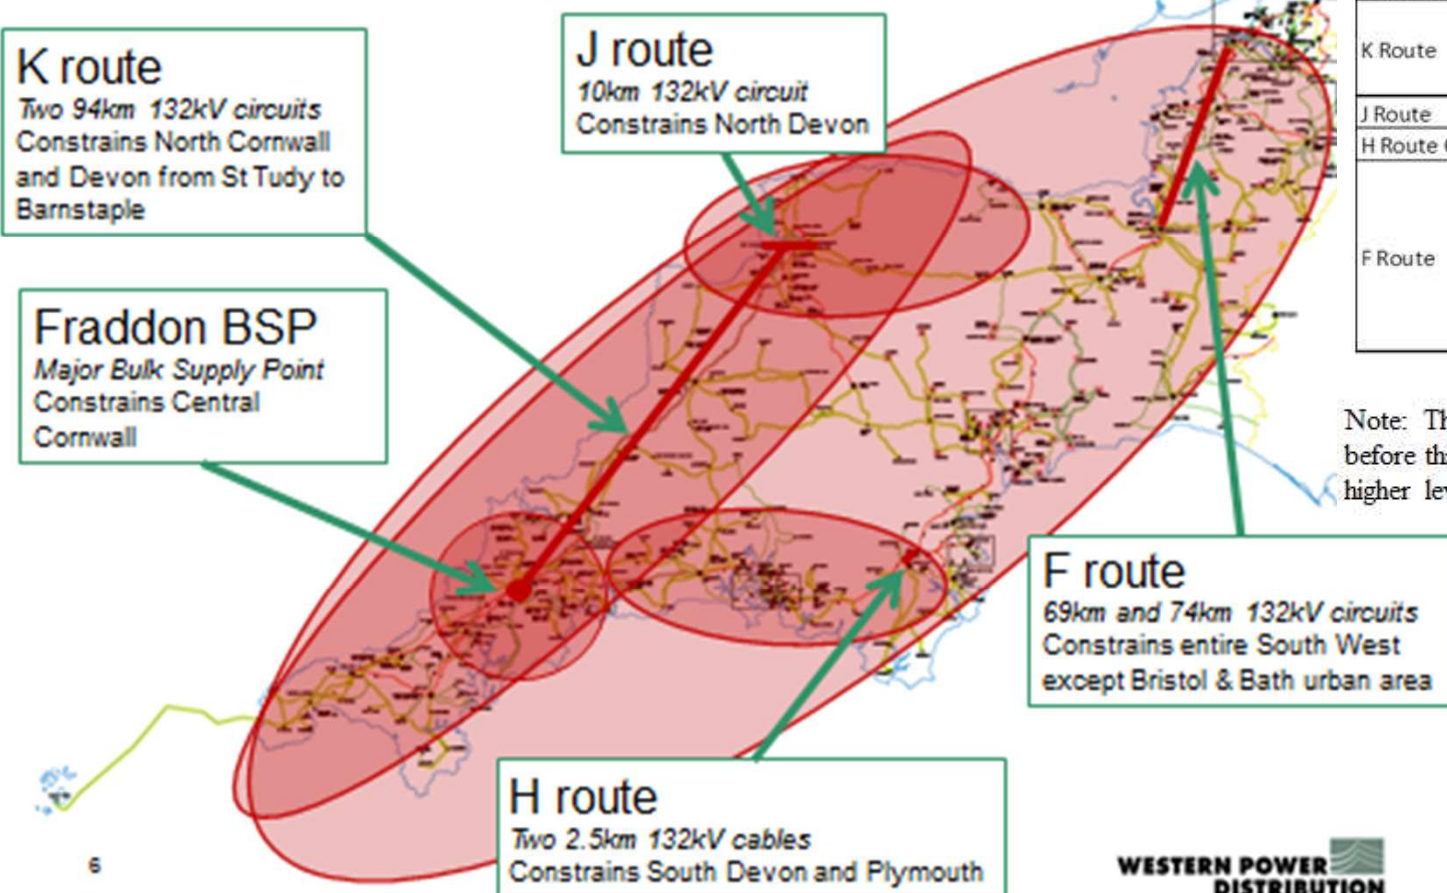 K route
Two 94km 132kV circuits
Constrains North Cornwall
and Devon from St Tudy to
Barnstaple
J route
10km 132kV circuit
Constrains North Devon
K Route
J Route
H Route
F Route
Fraddon BSP
Major Bulk Supply Point
Constrains Central
Cornwall
Note:
before
higher
F route
69km and 74km 132kV circuits
Constrains entire South West
except Bristol & Bath urban area
H route
Two 2.5km 132kV cables
Constrains South Devon and Plymouth
6
WESTERN POWER
DISTRIBUTION